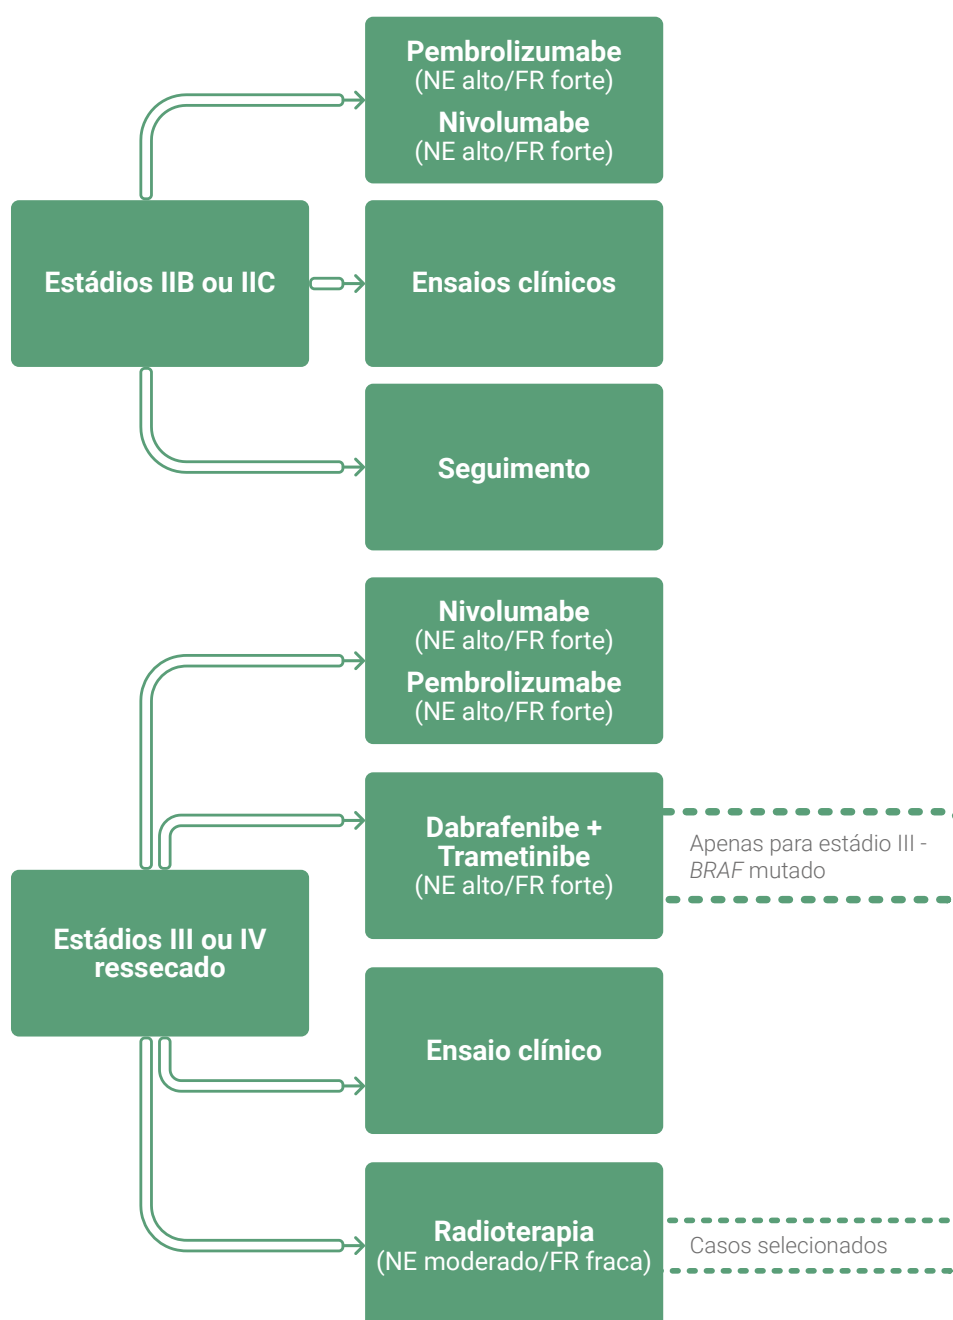 Pembrolizumabe
(NE alto/FR forte)
Nivolumabe
(NE alto/FR forte)
Estádios IIB ou IIC
Ensaios clínicos
Seguimento
Nivolumabe
(NE alto/FR forte)
Pembrolizumabe
(NE alto/FR forte)
Dabrafenibe +
Trametinibe
(NE alto/FR forte)
Apenas para estádio III -
BRAF mutado
Estádios III ou IV
ressecado
Ensaio clínico
Radioterapia
(NE moderado/FR fraca)
Casos selecionados